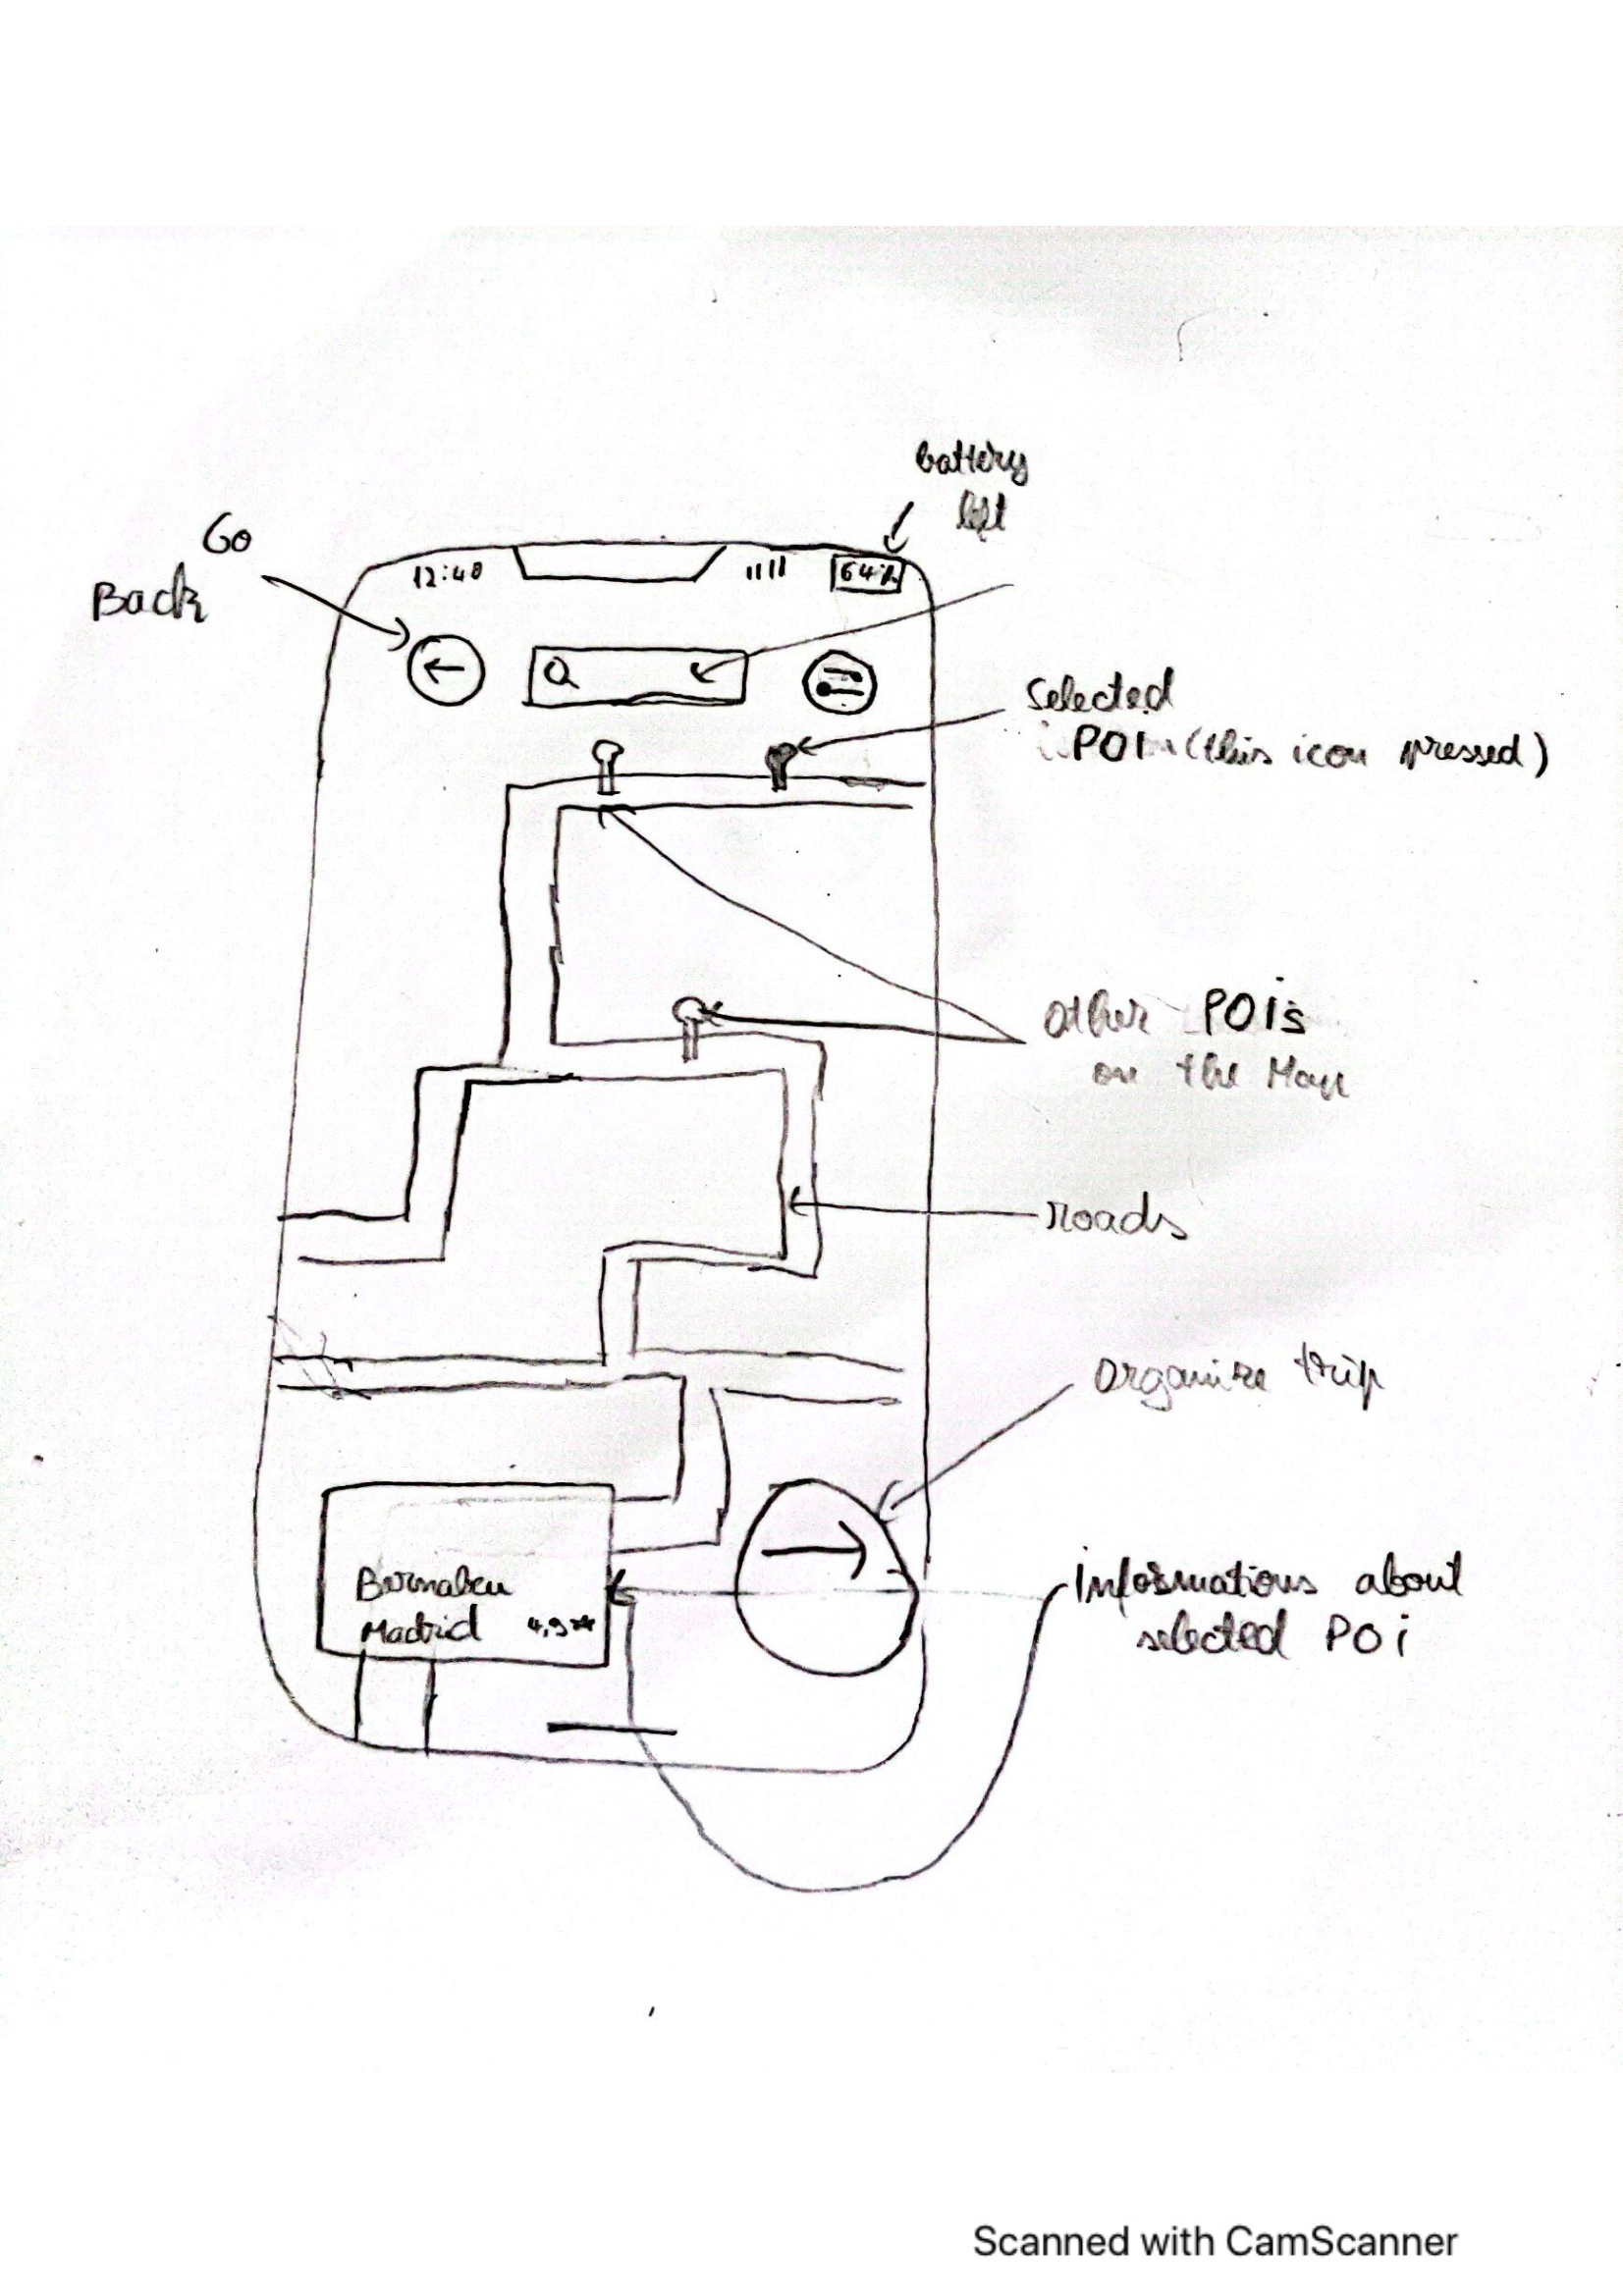 battery
left
Go
Back
12:40
64%
Selected
POI (this icon pressed)
Other POIs
on the Map
roads
Organize trip
Bernabeu
Madrid 4,9**
Informations about
selected POi
Scanned with CamScanner